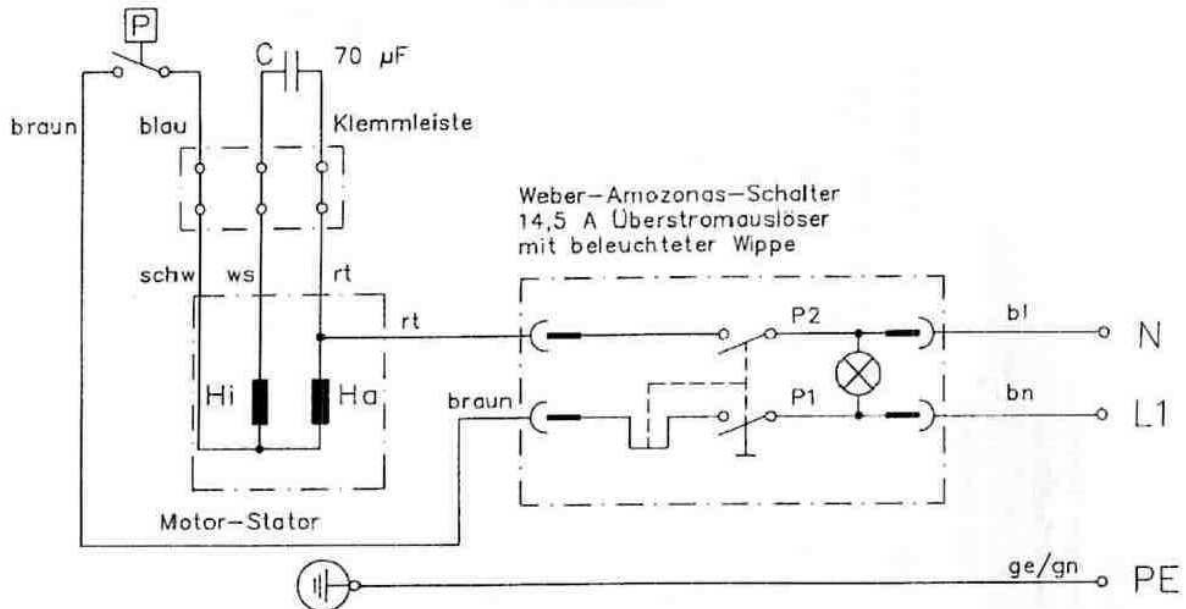 P
C
70 µF
braun
blau
Klemmleiste
Weber-Amozonas-Schalter
14,5 A Überstromauslöser
mit beleuchteter Wippe
schw
ws
rt
rt
P2
bl
N
Hi
Ha
braun
P1
bn
L1
Motor-Stator
ge/gn
PE